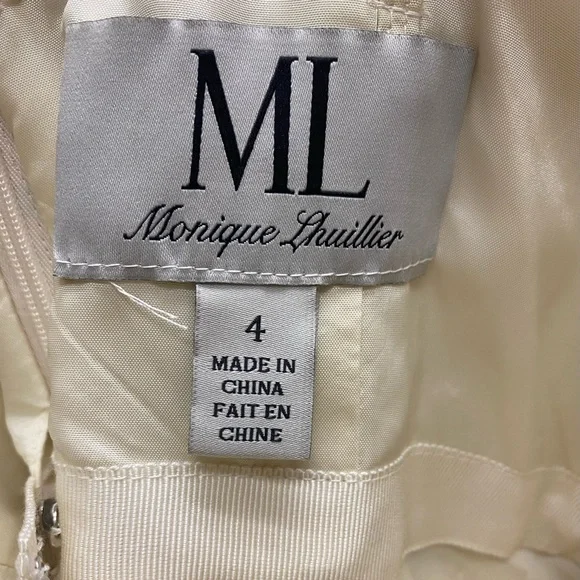 ML
Monique Lhuillier
4
MADE IN
CHINA
FAIT EN
CHINE